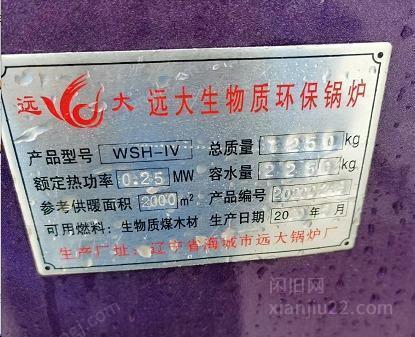 远大 远大生物质环保锅炉
产品型号 WSH-IV 总质量 1250 kg
额定热功率 0.25 MW 容水量 2250 kg
参考供暖面积 2000 m² 产品编号
可用燃料：生物质煤木材 生产日期 20 年 月
生产厂址：辽宁省海城市远大锅炉厂
闲旧网
xianjiu22.com